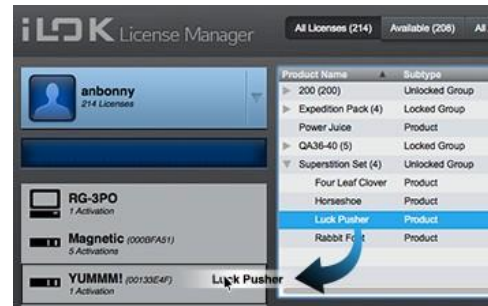 iLOK License Manager
All Licenses (214) Available (208) All
anbonny
214 Licenses
RG-3PO
1 Activation
Magnetic (000BFA51)
5 Activations
YUMMM! (00133E4F)
1 Activation
Luck Pusher
Product Name Subtype
200 (200) Unlocked Group
Expedition Pack (4) Locked Group
Power Juice Product
QA36-40 (5) Locked Group
Superstition Set (4) Unlocked Group
Four Leaf Clover Product
Horseshoe Product
Luck Pusher Product
Rabbit Foot Product